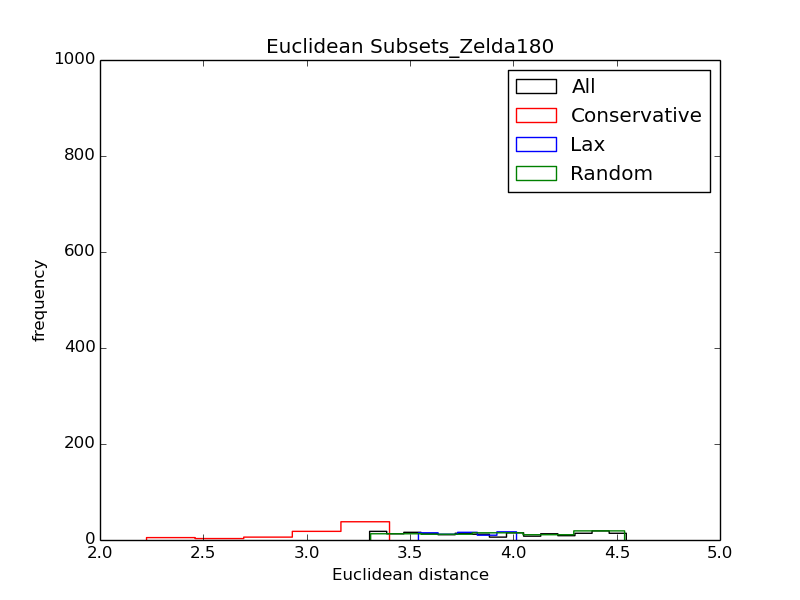 Euclidean Subsets_Zelda180
1000
800
600
400
200
0
frequency
All
Conservative
Lax
Random
2.0 2.5 3.0 3.5 4.0 4.5 5.0
Euclidean distance